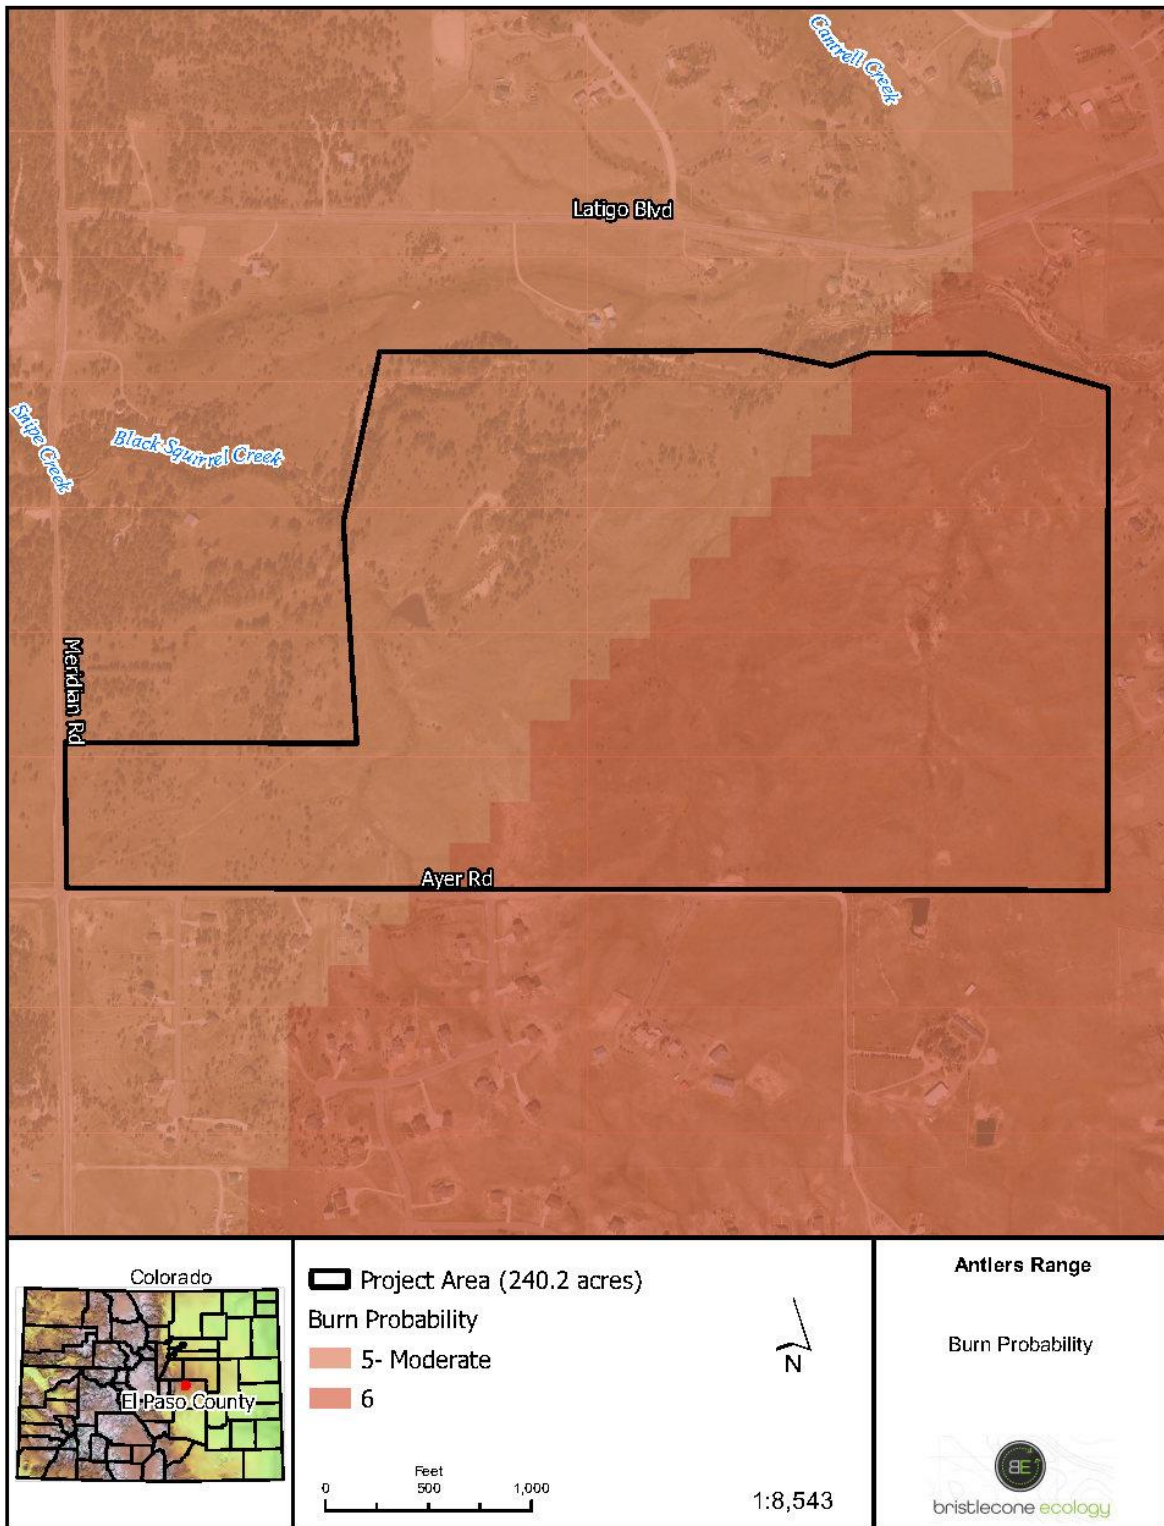 Cantrell Creek
Latigo Blvd
Snipe Creek
Black Squirrel Creek
Meridian Rd
Ayer Rd
Colorado
El Paso County
Project Area (240.2 acres)
Burn Probability
5- Moderate
6
N
Feet
0 500 1,000
1:8,543
Antlers Range
Burn Probability
BE
bristlecone ecology